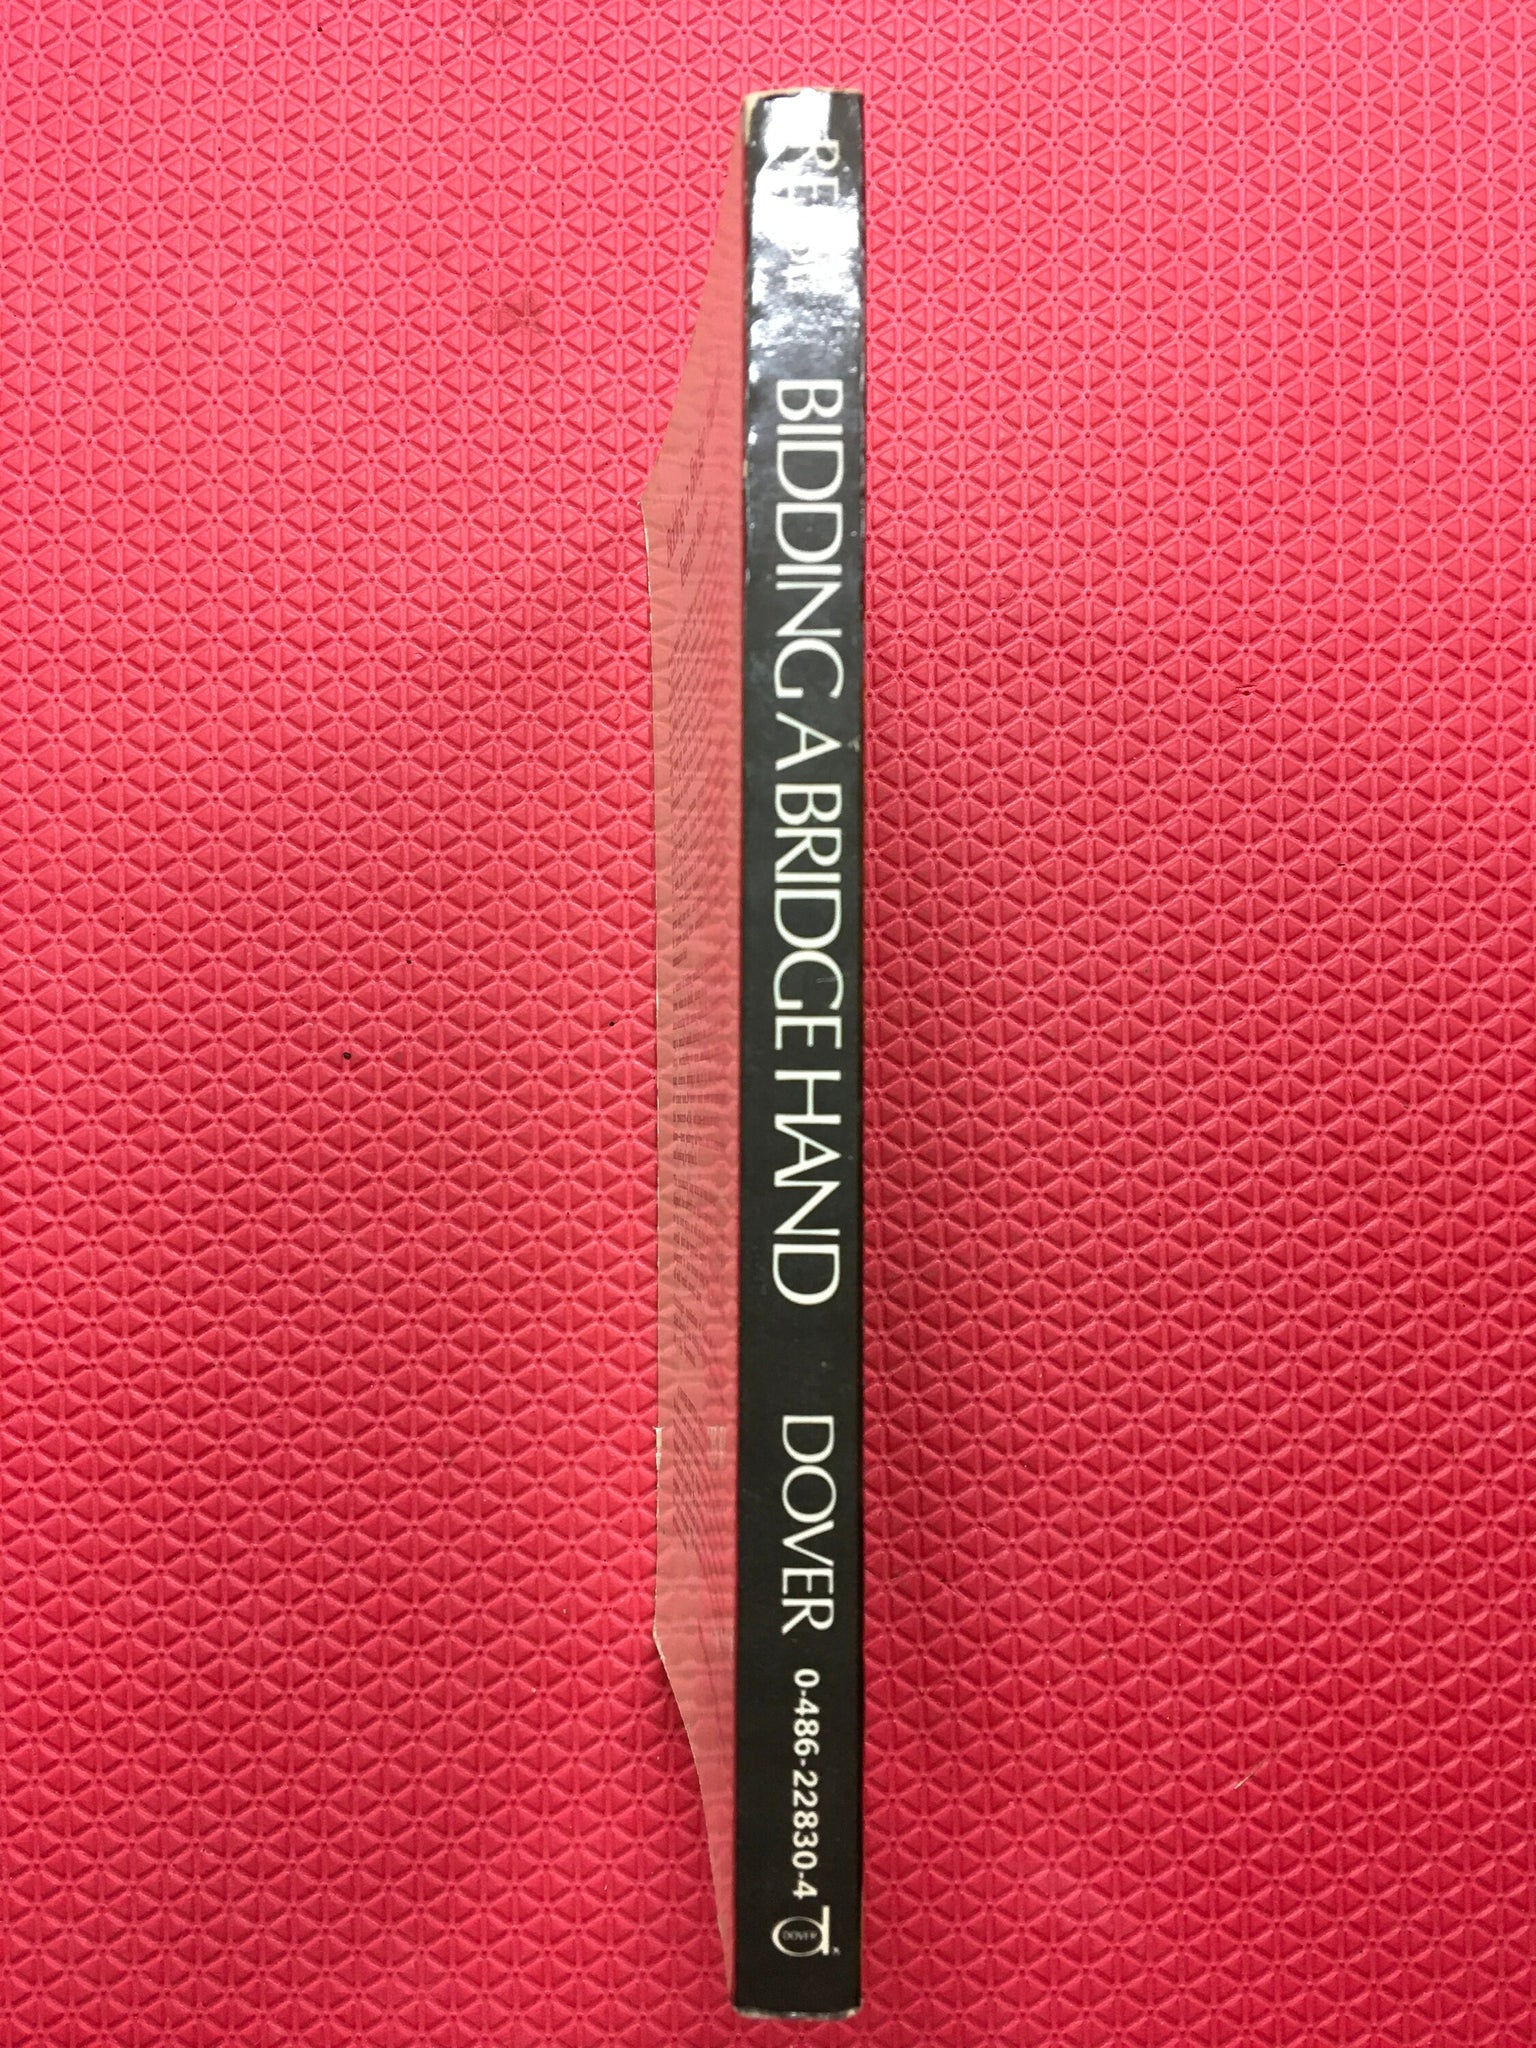 BIDDING A BRIDGE HAND DOVER 0-486-22830-4
DOVER